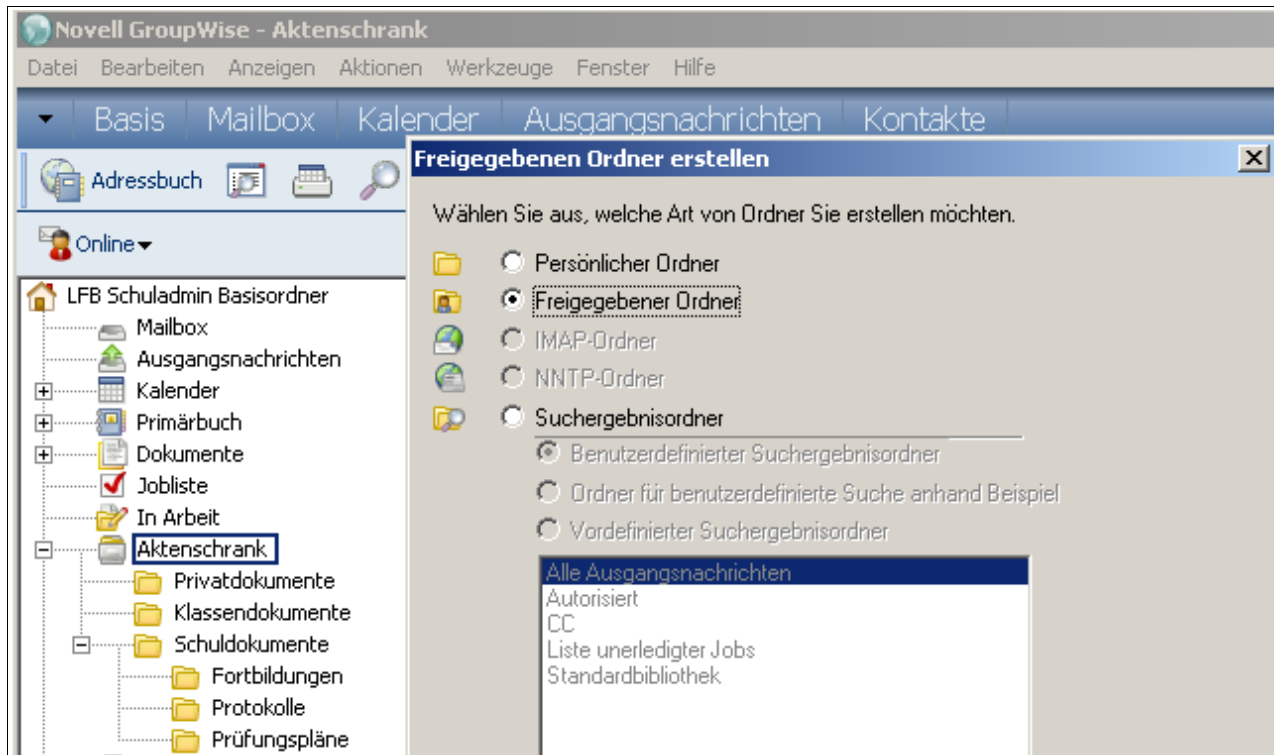 Novell GroupWise - Aktenschrank
Datei Bearbeiten Anzeigen Aktionen Werkzeuge Fenster Hilfe
Basis Mailbox Kalender Ausgangsnachrichten Kontakte
Adressbuch
Online
LFB Schuladmin Basisordner
Mailbox
Ausgangsnachrichten
Kalender
Primärbuch
Dokumente
Jobliste
In Arbeit
Aktenschrank
Privatdokumente
Klassendokumente
Schuldokumente
Fortbildungen
Protokolle
Prüfungspläne
Freigegebenen Ordner erstellen
Wählen Sie aus, welche Art von Ordner Sie erstellen möchten.
Persönlicher Ordner
Freigegebener Ordner
IMAP-Ordner
NNTP-Ordner
Suchergebnisordner
Benutzerdefinierter Suchergebnisordner
Ordner für benutzerdefinierte Suche anhand Beispiel
Vordefinierter Suchergebnisordner
Alle Ausgangsnachrichten
Autorisiert
CC
Liste unerledigter Jobs
Standardbibliothek